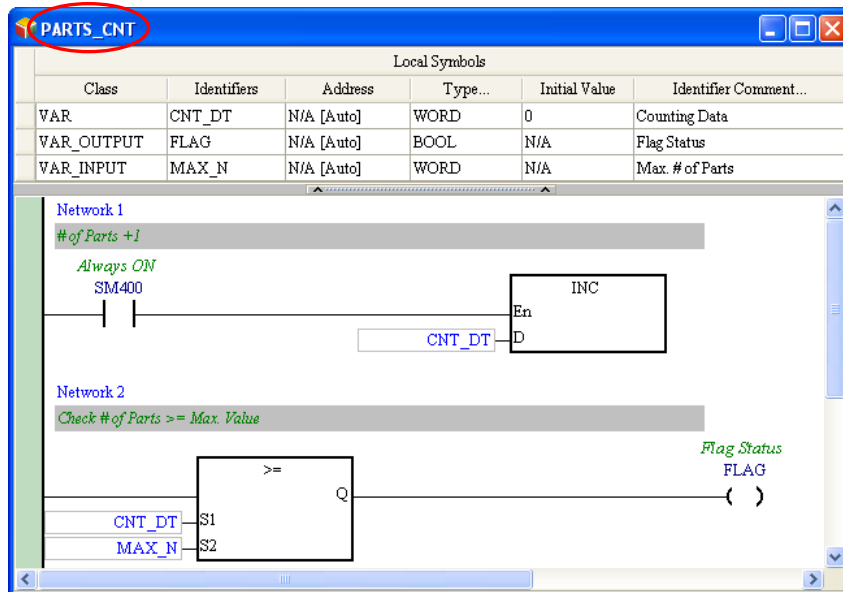 PARTS_CNT
Local Symbols
Class Identifiers Address Type... Initial Value Identifier Comment...
VAR CNT_DT N/A [Auto] WORD 0 Counting Data
VAR_OUTPUT FLAG N/A [Auto] BOOL N/A Flag Status
VAR_INPUT MAX_N N/A [Auto] WORD N/A Max. # of Parts
Network 1
# of Parts +1
Always ON
SM400
INC
En
CNT_DT D
Network 2
Check # of Parts >= Max. Value
Flag Status
>= FLAG
Q
CNT_DT S1
MAX_N S2